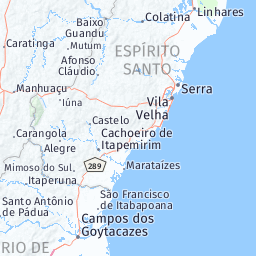 Linhares
Baixo
Guandu
Colatina
Caratinga
Mutum
ESPÍRITO
SANTO
Afonso
Cláudio
Manhuaçu
Serra
Iúna
Vila
Velha
Castelo
Carangola
Cachoeiro de
Itapemirim
Alegre
289
Marataízes
Mimoso do Sul
Itaperuna
São Francisco
de Itabapoana
Santo Antônio
de Pádua
Campos dos
Goytacazes
RIO DE